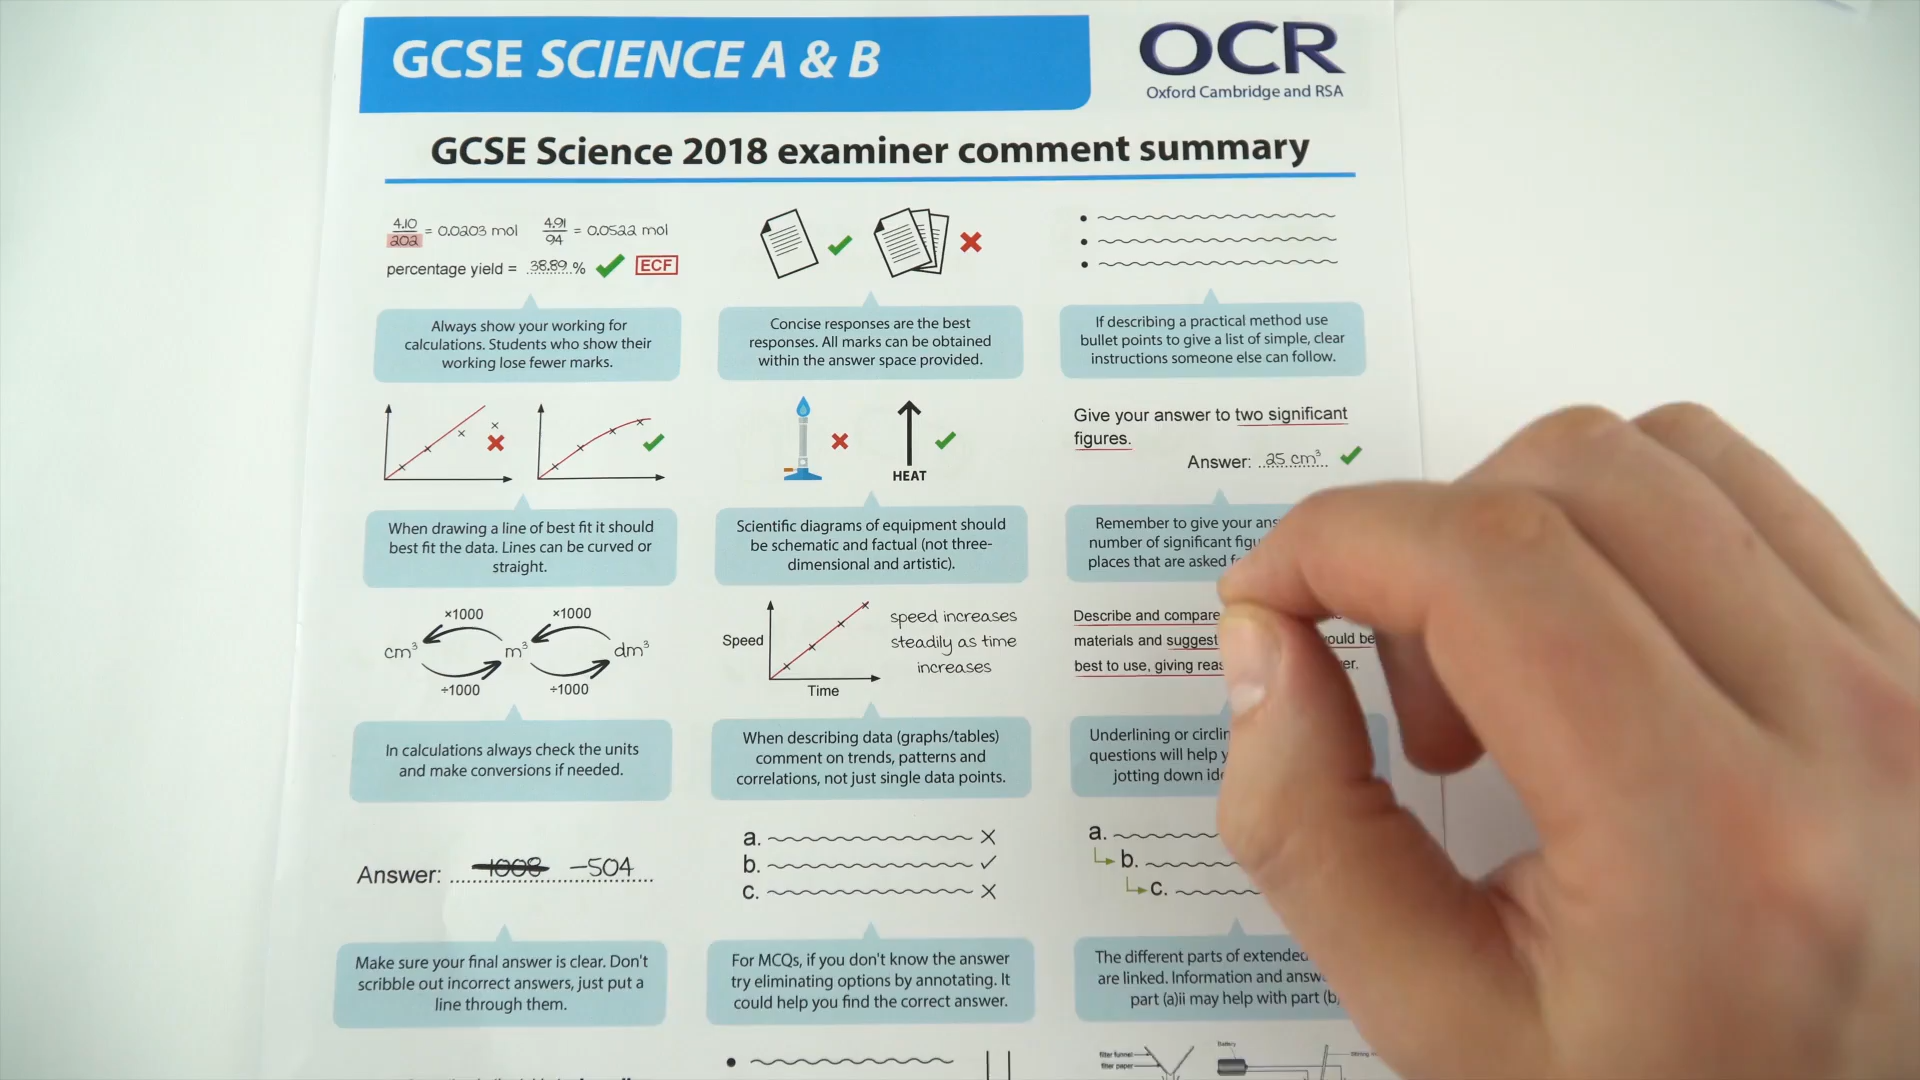 GCSE SCIENCE A & B
OCR
Oxford Cambridge and RSA
GCSE Science 2018 examiner comment summary
4.10
202
= 0.0203 mol
4.91
94
= 0.0522 mol
percentage yield = 38.89 %
ECF
Always show your working for
calculations. Students who show their
working lose fewer marks.
Concise responses are the best
responses. All marks can be obtained
within the answer space provided.
If describing a practical method use
bullet points to give a list of simple, clear
instructions someone else can follow.
HEAT
Give your answer to two significant
figures.
Answer: 25 cm³
When drawing a line of best fit it should
best fit the data. Lines can be curved or
straight.
Scientific diagrams of equipment should
be schematic and factual (not three-
dimensional and artistic).
Remember to give your
number of significant
places that are asked
×1000 ×1000
cm³ m³ dm³
÷1000 ÷1000
Speed
Time
speed increases
steadily as time
increases
Describe and compare
materials and suggest would be
best to use, giving
In calculations always check the units
and make conversions if needed.
When describing data (graphs/tables)
comment on trends, patterns and
correlations, not just single data points.
Underlining or
questions will help
jotting down
Answer: 1008 –504
a.
b.
c.
a.
b.
c.
Make sure your final answer is clear. Don't
scribble out incorrect answers, just put a
line through them.
For MCQs, if you don't know the answer
try eliminating options by annotating. It
could help you find the correct answer.
The different parts of extended
are linked. Information and
part (a)ii may help with part (b)
filter funnel
filter paper
Battery